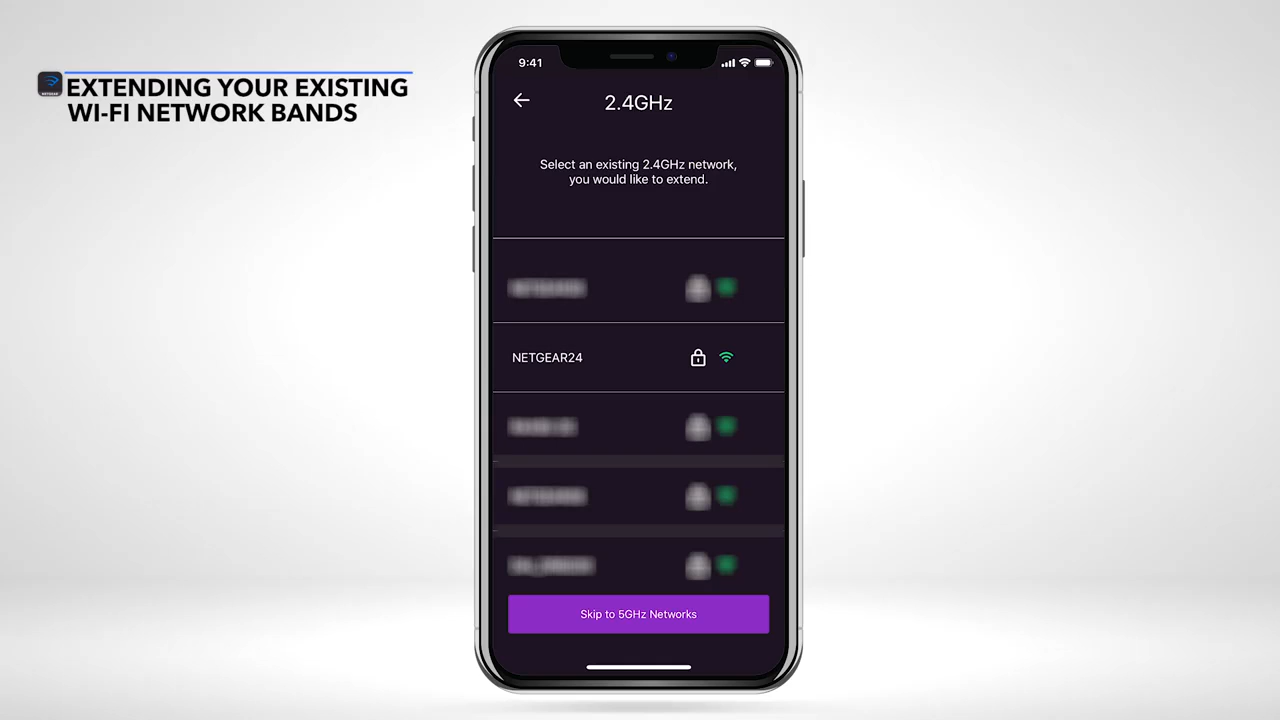 EXTENDING YOUR EXISTING
WI-FI NETWORK BANDS
9:41
2.4GHz
Select an existing 2.4GHz network,
you would like to extend.
NETGEAR24
Skip to 5GHz Networks